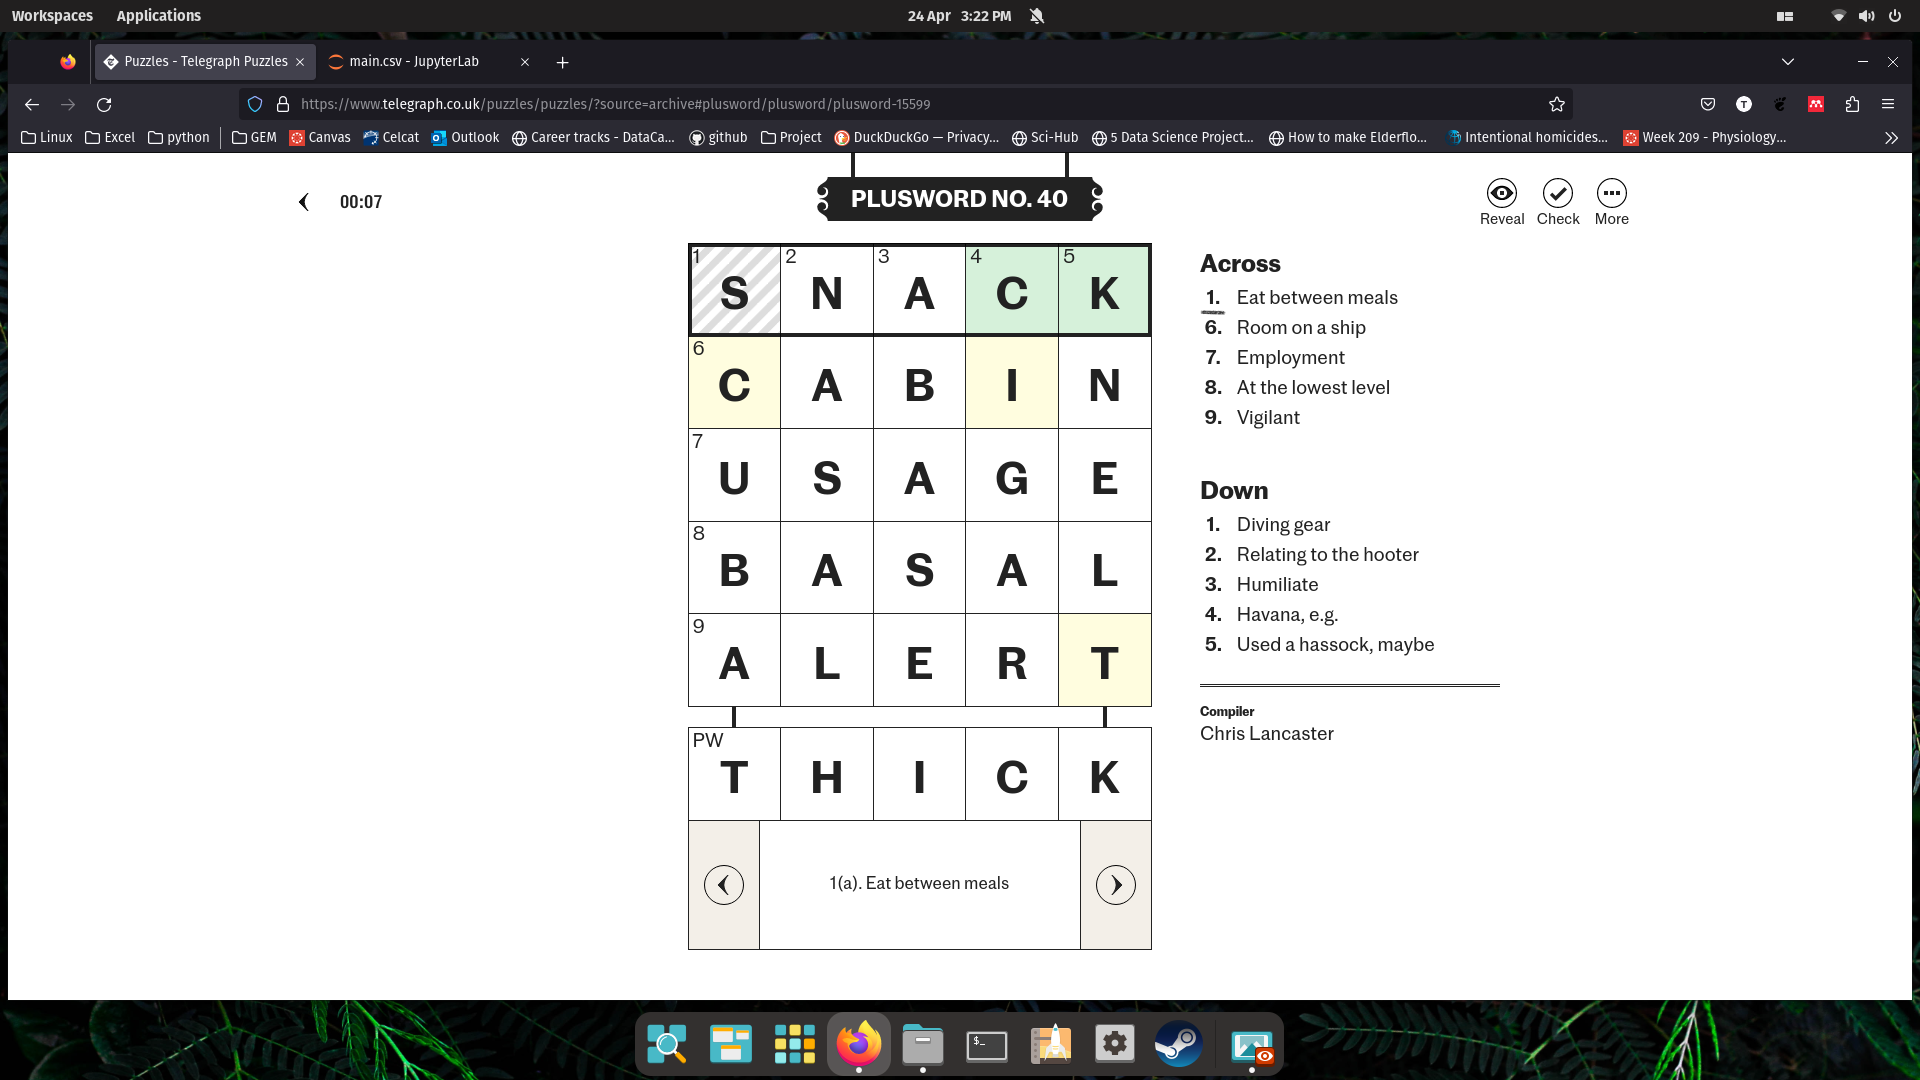 Workspaces Applications 24 Apr 3:22 PM
Puzzles - Telegraph Puzzles main.csv - JupyterLab
https://www.telegraph.co.uk/puzzles/puzzles/?source=archive#plusword/plusword/plusword-15599
Linux Excel python GEM Canvas Celcat Outlook Career tracks - DataCa... github Project DuckDuckGo — Privacy... Sci-Hub 5 Data Science Project... How to make Elderflo... Intentional homicides... Week 209 - Physiology...
00:07
PLUSWORD NO. 40
Reveal Check More
1 2 3 4 5
S N A C K
6
C A B I N
7
U S A G E
8
B A S A L
9
A L E R T
PW
T H I C K
1(a). Eat between meals
Across
1. Eat between meals
6. Room on a ship
7. Employment
8. At the lowest level
9. Vigilant
Down
1. Diving gear
2. Relating to the hooter
3. Humiliate
4. Havana, e.g.
5. Used a hassock, maybe
Compiler
Chris Lancaster